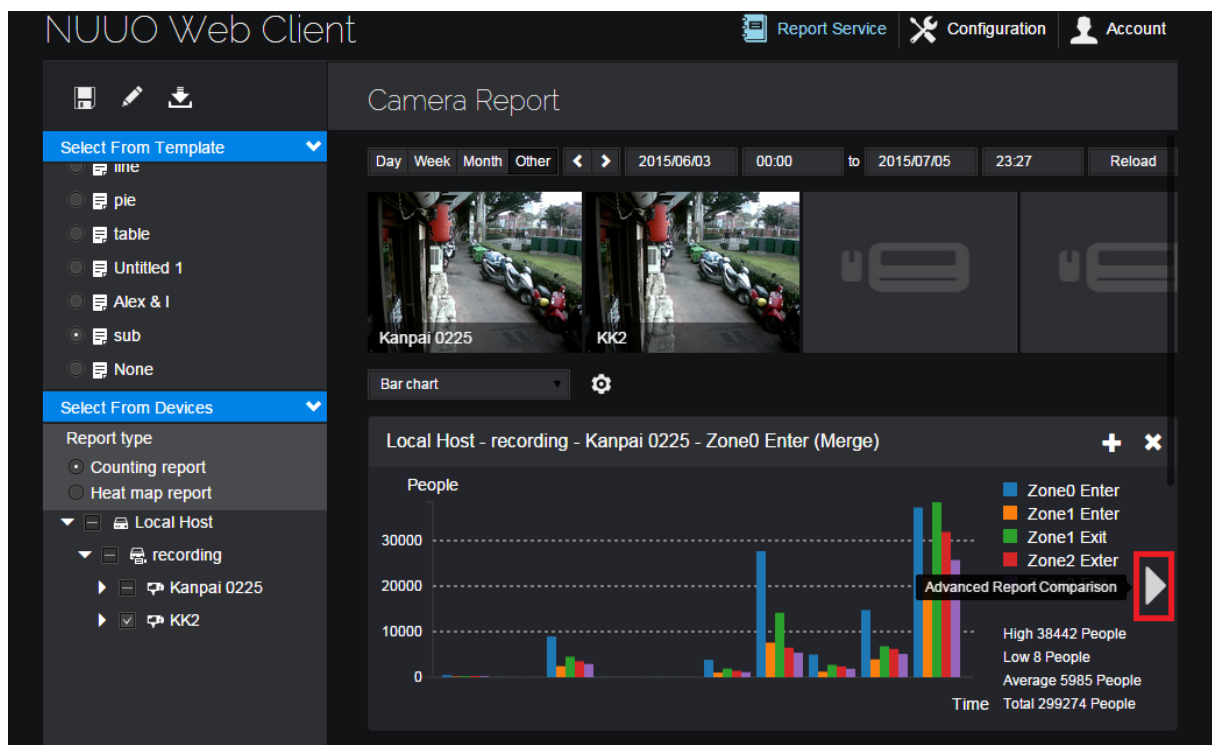 NUUO Web Client
Report Service
Configuration
Account
Camera Report
Select From Template
line
pie
table
Untitled 1
Alex & I
sub
None
Select From Devices
Report type
Counting report
Heat map report
Local Host
recording
Kanpai 0225
KK2
Day Week Month Other 2015/06/03 00:00 to 2015/07/05 23:27 Reload
Kanpai 0225
KK2
Bar chart
Local Host - recording - Kanpai 0225 - Zone0 Enter (Merge)
People
30000
20000
10000
0
Time
Zone0 Enter
Zone1 Enter
Zone1 Exit
Zone2 Exter
Advanced Report Comparison
High 38442 People
Low 8 People
Average 5985 People
Total 299274 People